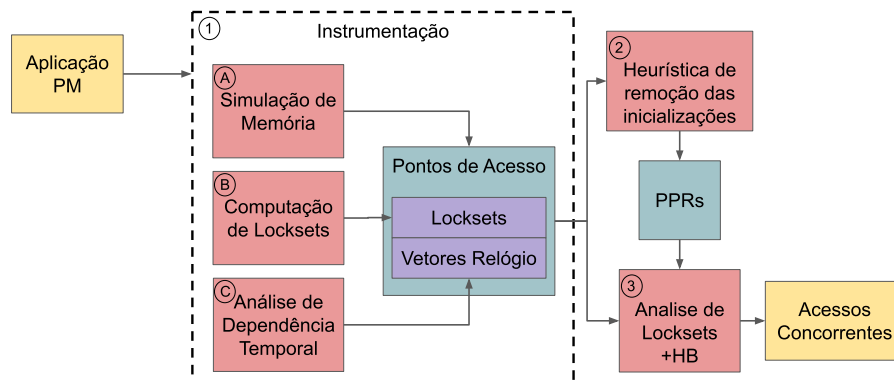 Aplicação
PM
1
Instrumentação
A
Simulação de
Memória
B
Computação
de Locksets
C
Análise de
Dependência
Temporal
Pontos de Acesso
Locksets
Vetores Relógio
2
Heurística de
remoção das
inicializações
PPRs
3
Analise de
Locksets
+HB
Acessos
Concorrentes